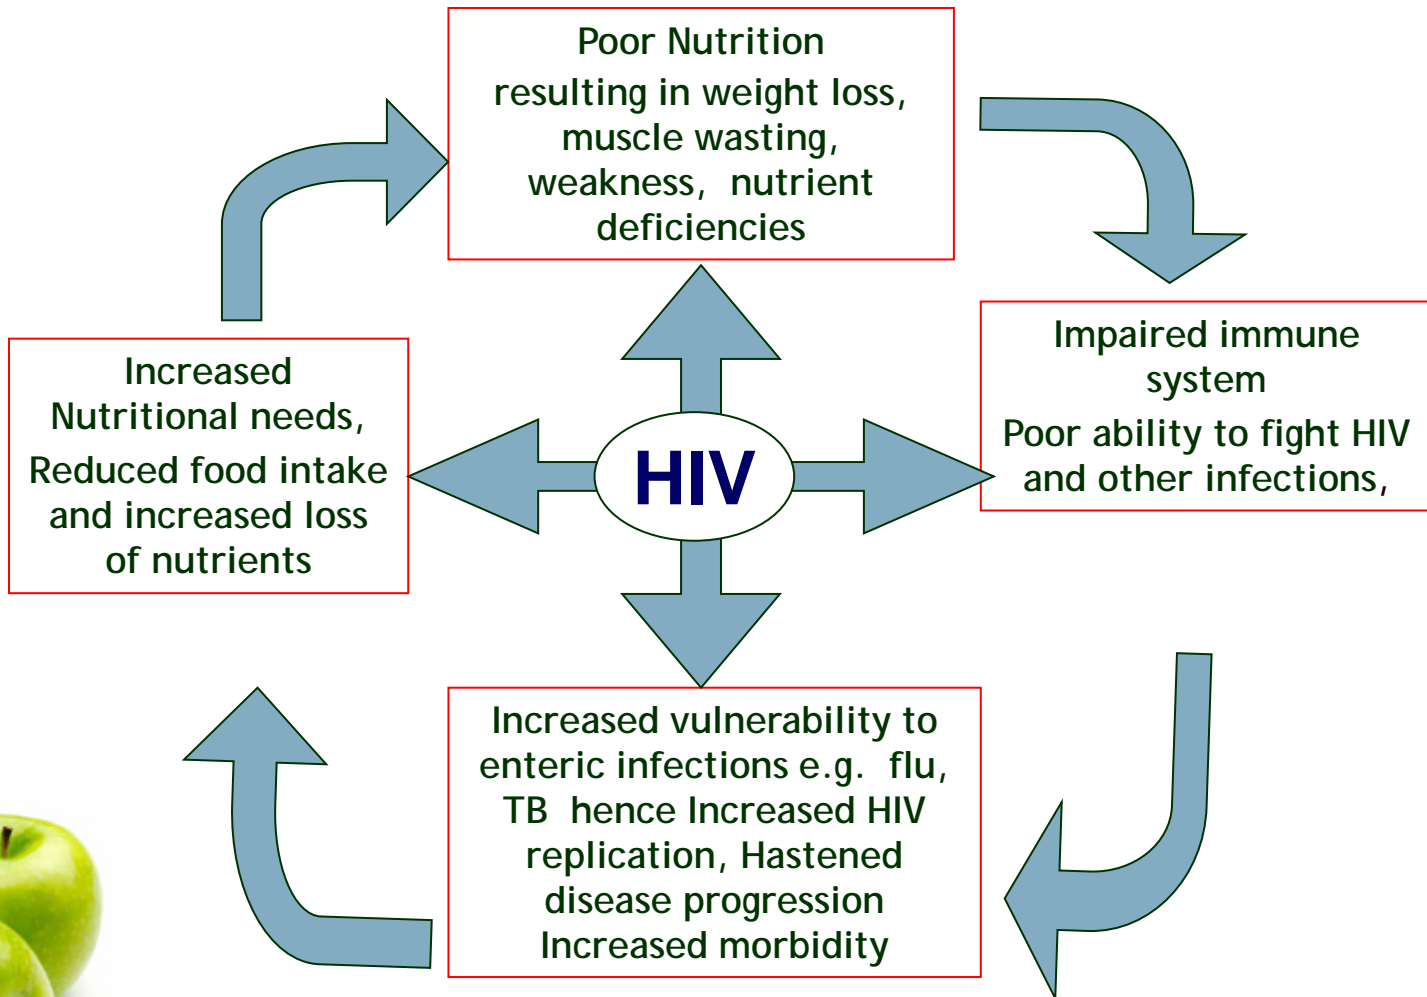 Poor Nutrition
resulting in weight loss,
muscle wasting,
weakness, nutrient
deficiencies
Increased
Nutritional needs,
Reduced food intake
and increased loss
of nutrients
HIV
Impaired immune
system
Poor ability to fight HIV
and other infections,
Increased vulnerability to
enteric infections e.g. flu,
TB hence Increased HIV
replication, Hastened
disease progression
Increased morbidity